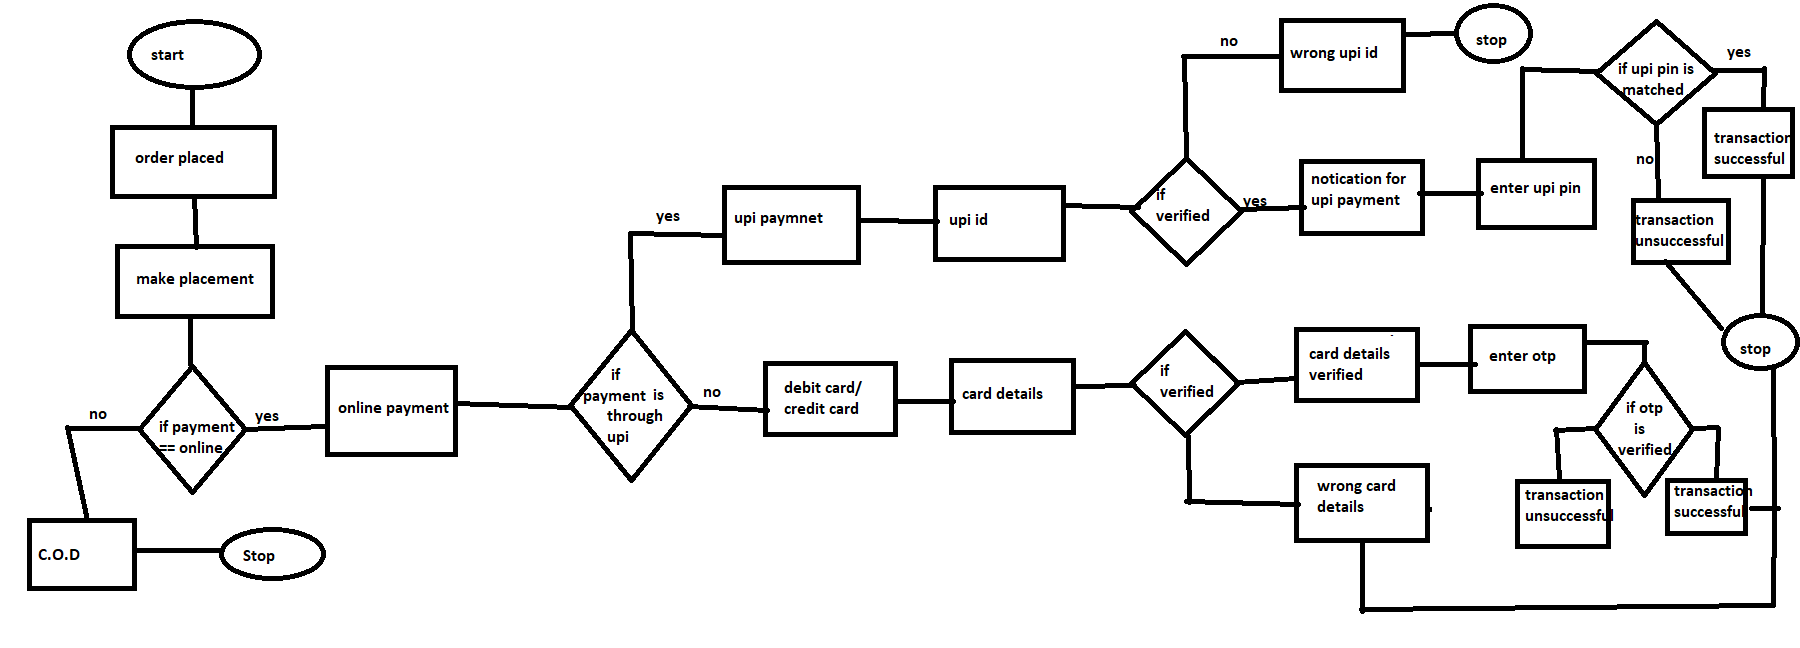 start
order placed
make placement
no
if payment
== online
yes
C.O.D
Stop
online payment
if
payment is
through
upi
yes
upi paymnet
upi id
if
verified
no
wrong upi id
stop
yes
notication for
upi payment
enter upi pin
if upi pin is
matched
yes
transaction
successful
no
transaction
unsuccessful
stop
no
debit card/
credit card
card details
if
verified
card details
verified
enter otp
if otp
is
verified
wrong card
details
transaction
unsuccessful
transaction
successful